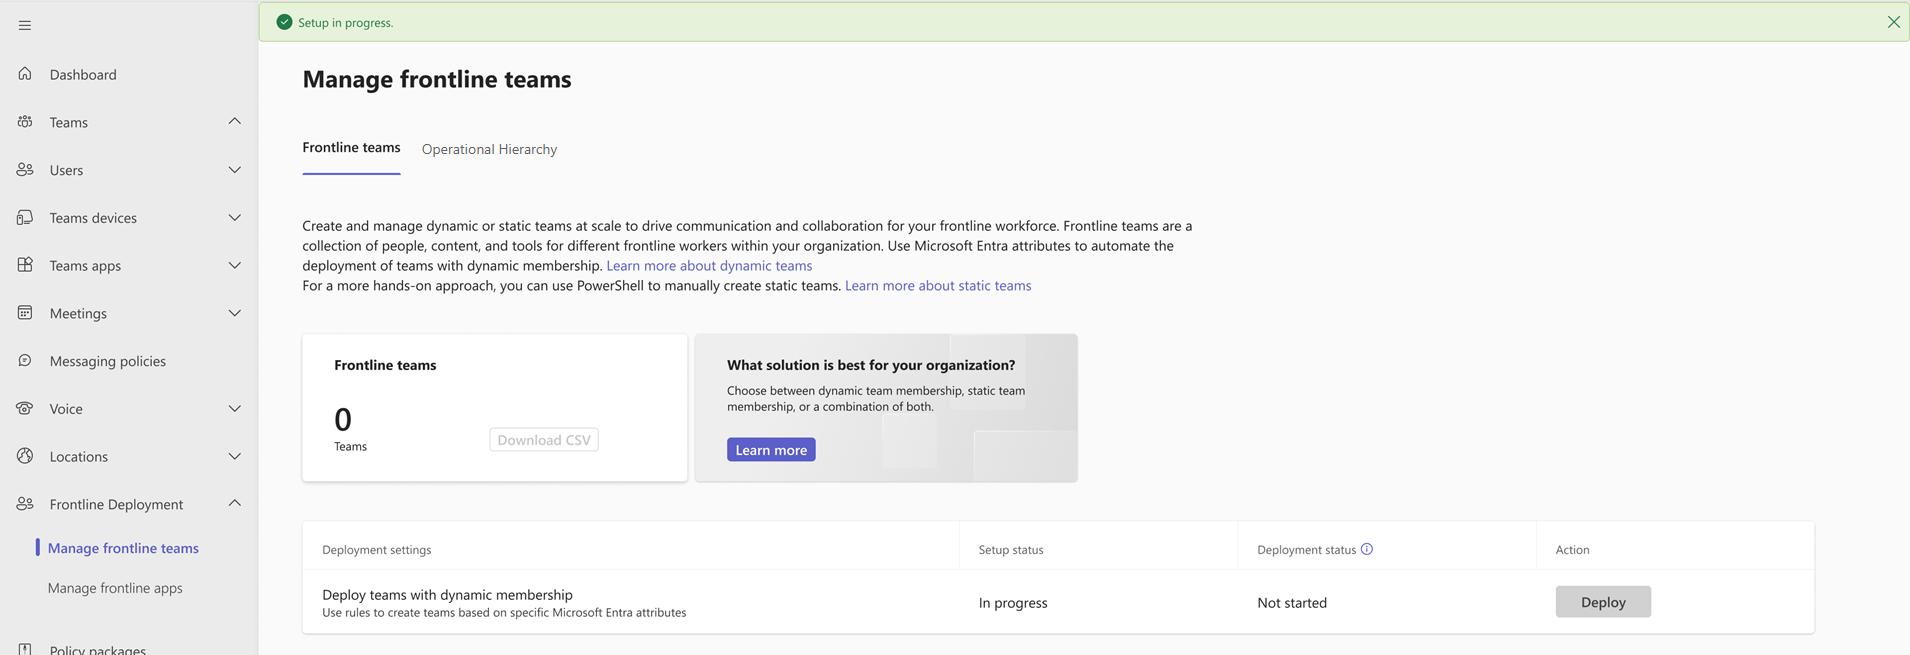 Setup in progress.
Dashboard
Teams
Users
Teams devices
Teams apps
Meetings
Messaging policies
Voice
Locations
Frontline Deployment
Manage frontline teams
Manage frontline apps
Policy packages
Manage frontline teams
Frontline teams
Operational Hierarchy
Create and manage dynamic or static teams at scale to drive communication and collaboration for your frontline workforce. Frontline teams are a
collection of people, content, and tools for different frontline workers within your organization. Use Microsoft Entra attributes to automate the
deployment of teams with dynamic membership. Learn more about dynamic teams
For a more hands-on approach, you can use PowerShell to manually create static teams. Learn more about static teams
Frontline teams
0
Teams
Download CSV
What solution is best for your organization?
Choose between dynamic team membership, static team
membership, or a combination of both.
Learn more
Deployment settings
Setup status
Deployment status
Action
Deploy teams with dynamic membership
Use rules to create teams based on specific Microsoft Entra attributes
In progress
Not started
Deploy